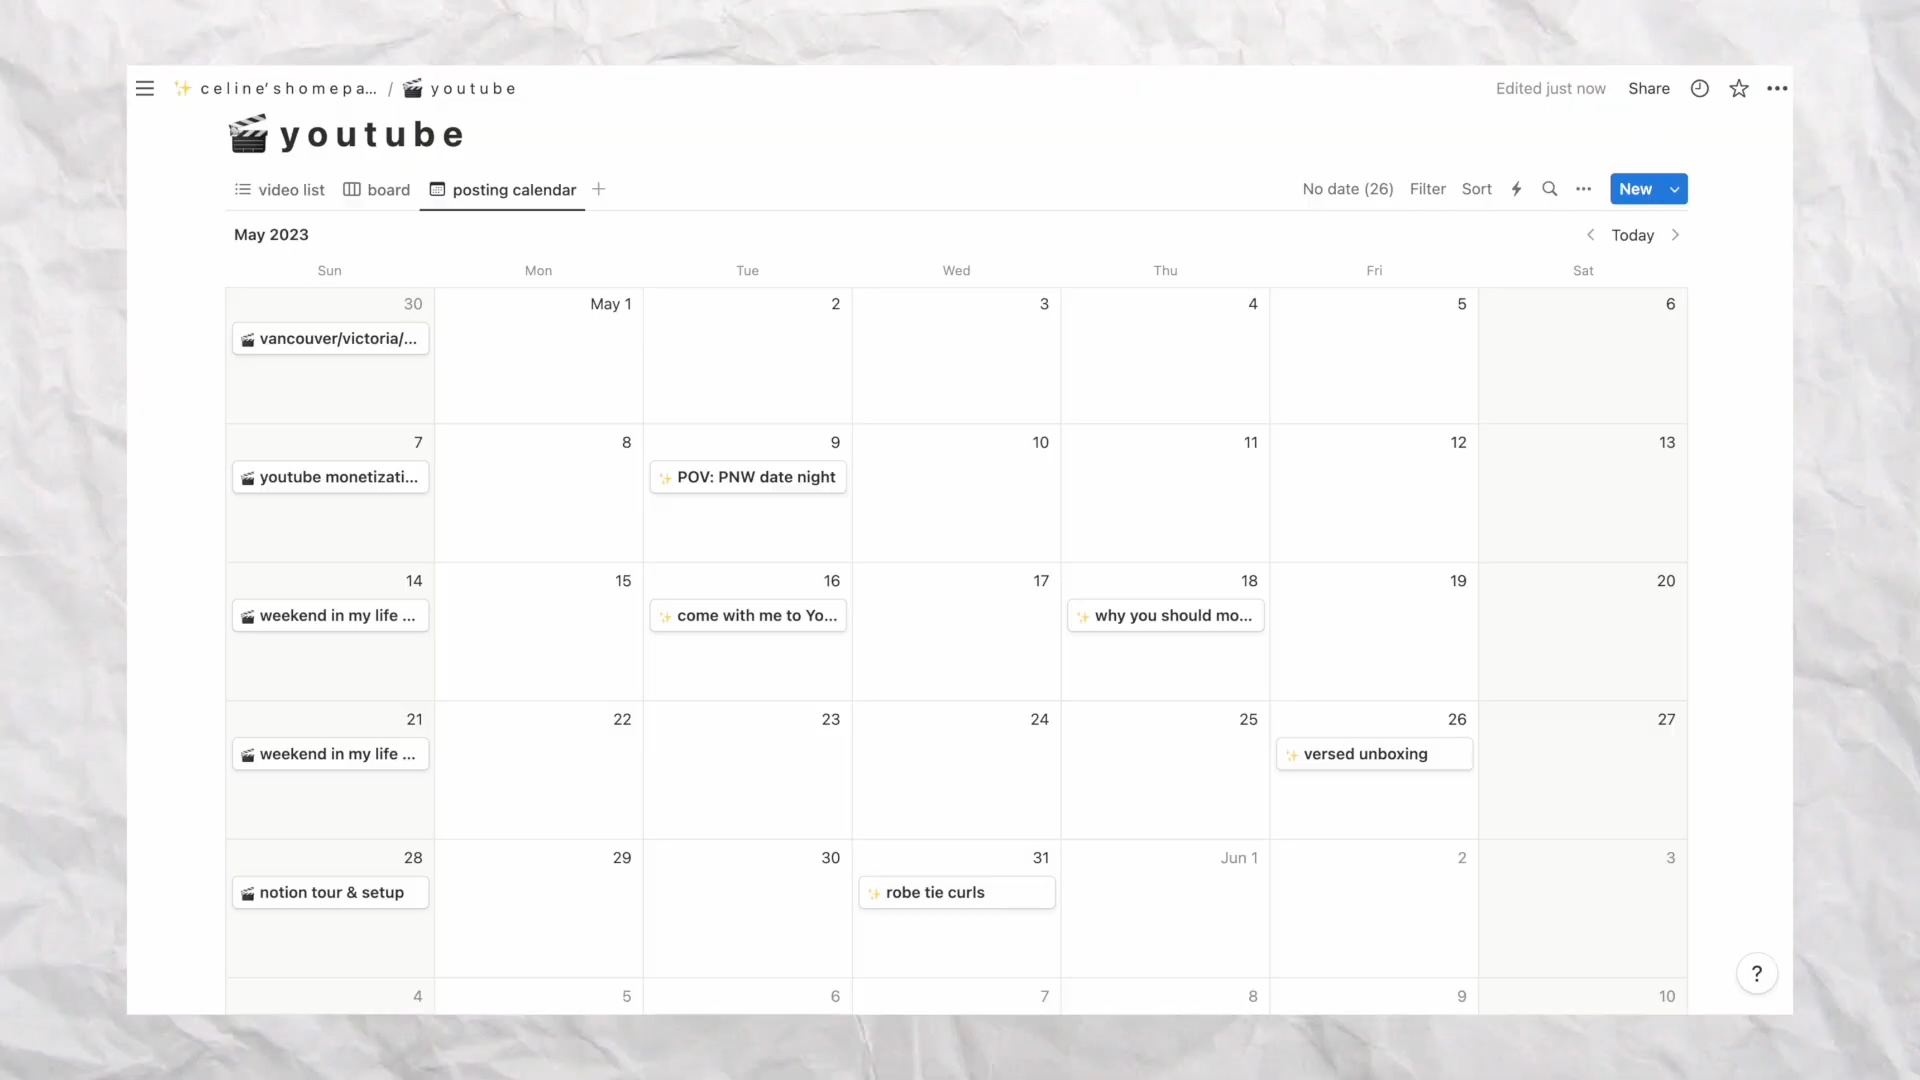 celine's homepa... / youtube
Edited just now Share
youtube
video list board posting calendar
No date (26) Filter Sort New
May 2023
Today
Sun Mon Tue Wed Thu Fri Sat
30 May 1 2 3 4 5 6
vancouver/victoria/...
7 8 9 10 11 12 13
youtube monetizati... POV: PNW date night
14 15 16 17 18 19 20
weekend in my life ... come with me to Yo... why you should mo...
21 22 23 24 25 26 27
weekend in my life ... versed unboxing
28 29 30 31 Jun 1 2 3
notion tour & setup robe tie curls
4 5 6 7 8 9 10
?